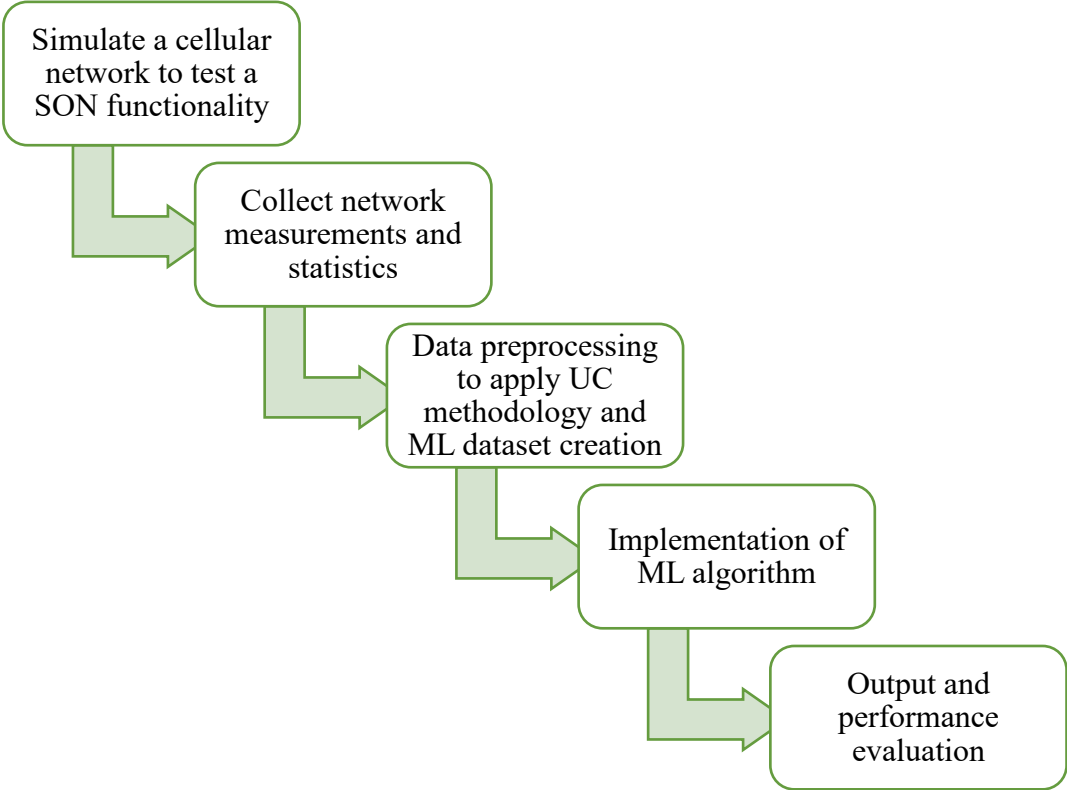 Simulate a cellular
network to test a
SON functionality
Collect network
measurements and
statistics
Data preprocessing
to apply UC
methodology and
ML dataset creation
Implementation of
ML algorithm
Output and
performance
evaluation